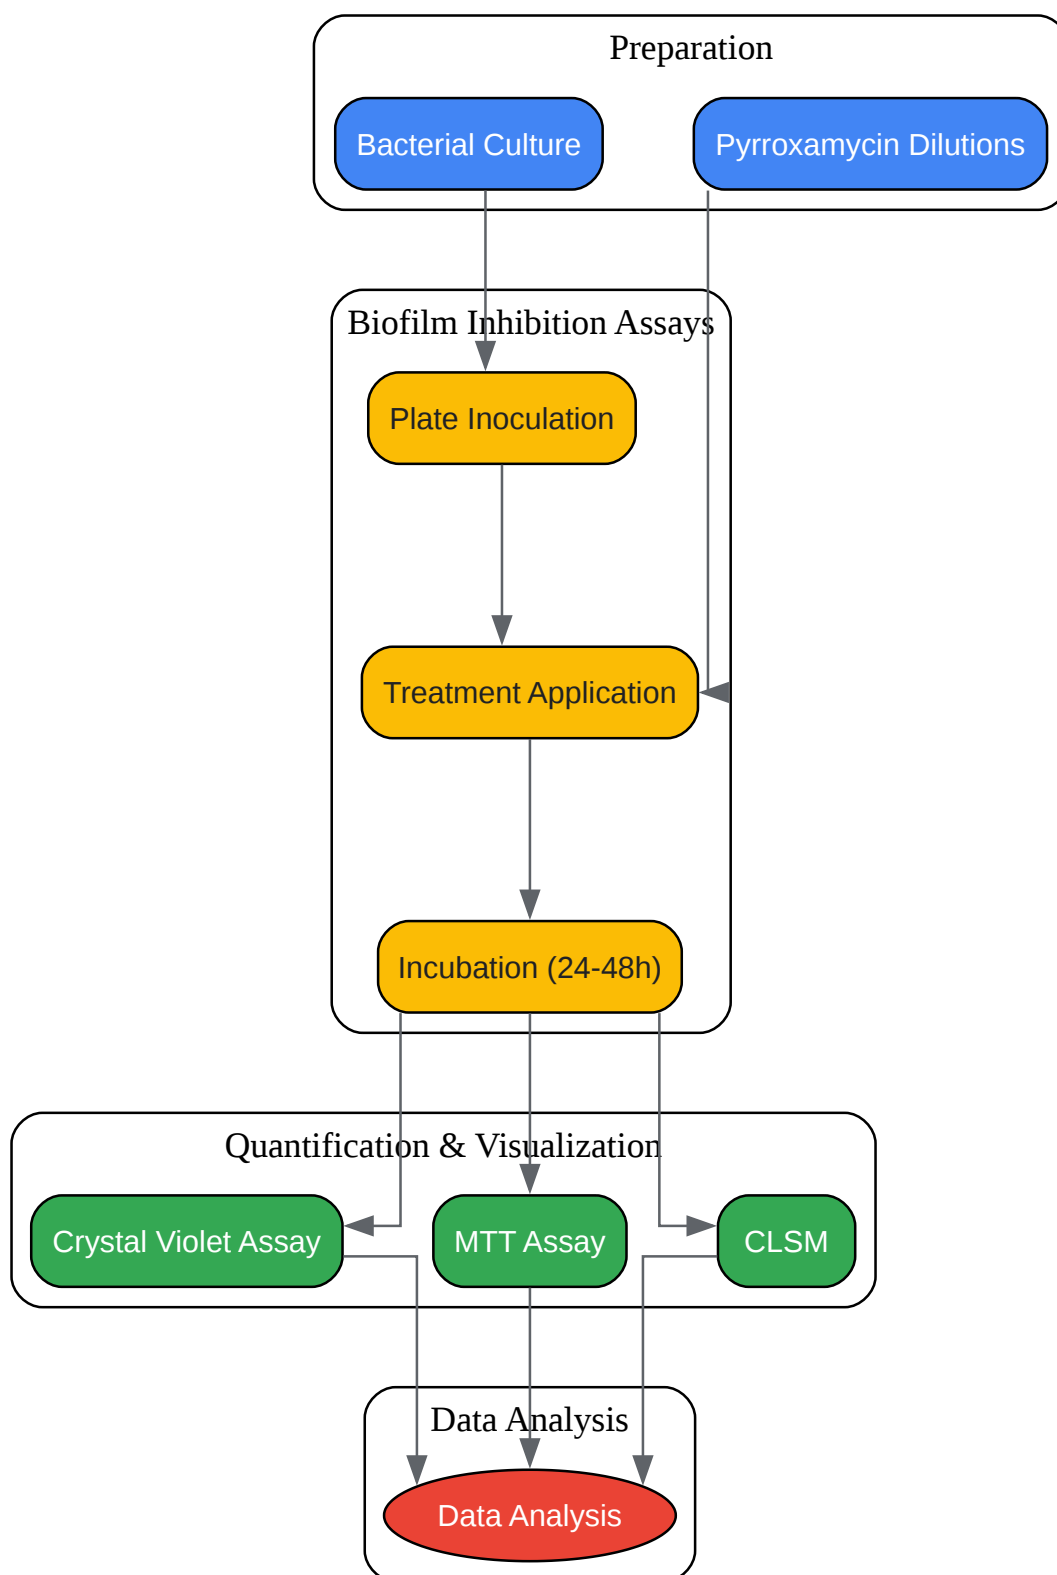 Preparation
Bacterial Culture
Pyrroxamycin Dilutions
Biofilm Inhibition Assays
Plate Inoculation
Treatment Application
Incubation (24-48h)
Quantification & Visualization
Crystal Violet Assay
MTT Assay
CLSM
Data Analysis
Data Analysis